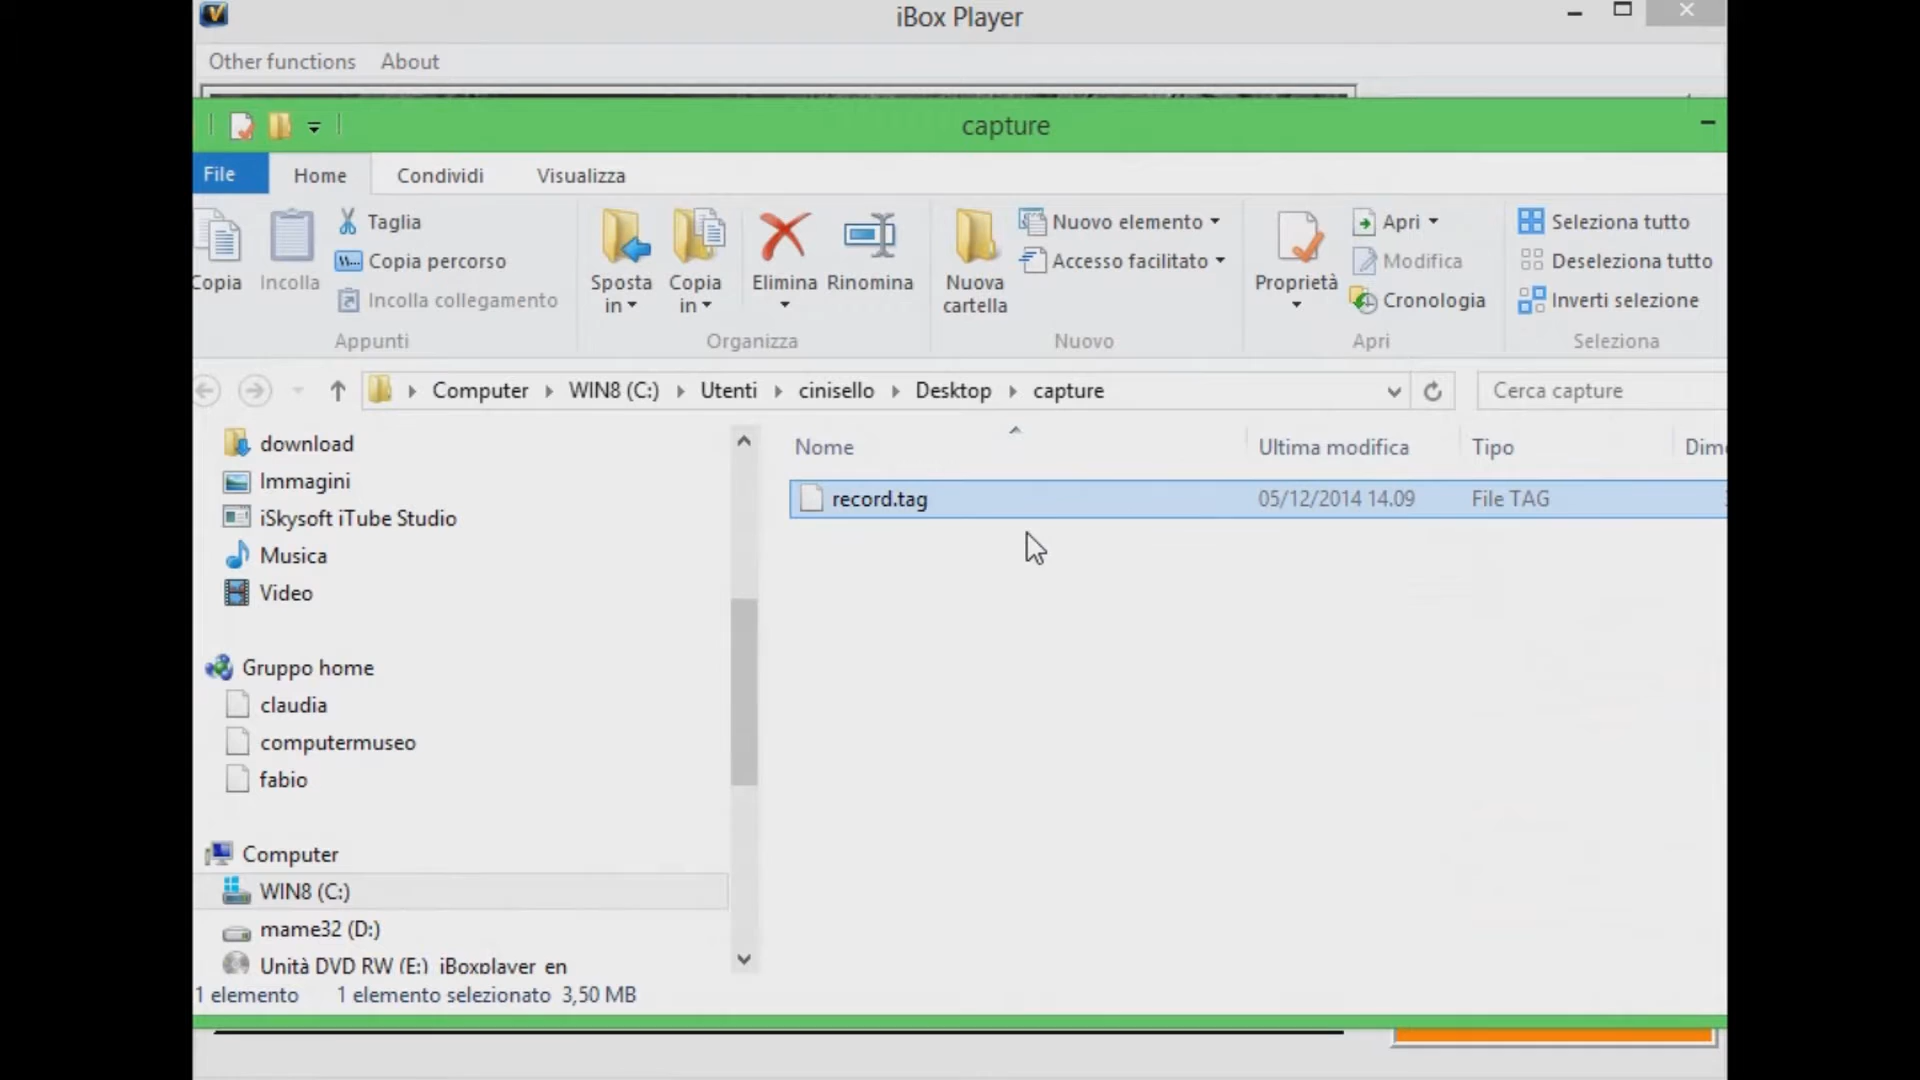 iBox Player
Other functions About
capture
File Home Condividi Visualizza
Copia
Incolla
Taglia
Copia percorso
Incolla collegamento
Appunti
Sposta in
Copia in
Elimina
Rinomina
Organizza
Nuova cartella
Nuovo elemento
Accesso facilitato
Nuovo
Proprietà
Apri
Modifica
Cronologia
Apri
Seleziona tutto
Deseleziona tutto
Inverti selezione
Seleziona
Computer WIN8 (C:) Utenti cinisello Desktop capture
Cerca capture
download
Immagini
iSkysoft iTube Studio
Musica
Video
Gruppo home
claudia
computermuseo
fabio
Computer
WIN8 (C:)
mame32 (D:)
Unità DVD RW (E:) iBoxplayer_en
Nome Ultima modifica Tipo Dim
record.tag 05/12/2014 14.09 File TAG
1 elemento 1 elemento selezionato 3,50 MB